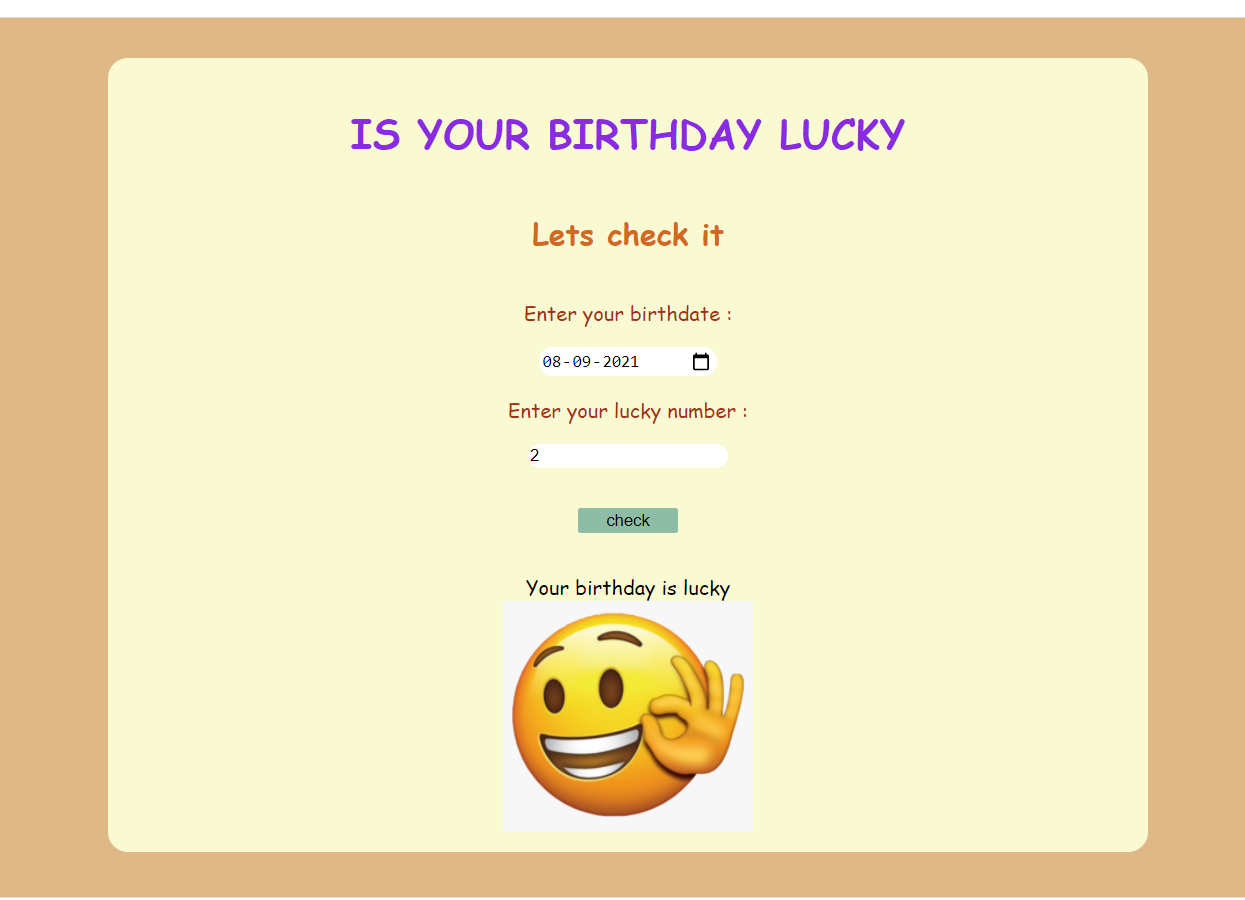 IS YOUR BIRTHDAY LUCKY
Lets check it
Enter your birthdate :
08-09-2021
Enter your lucky number :
2
check
Your birthday is lucky